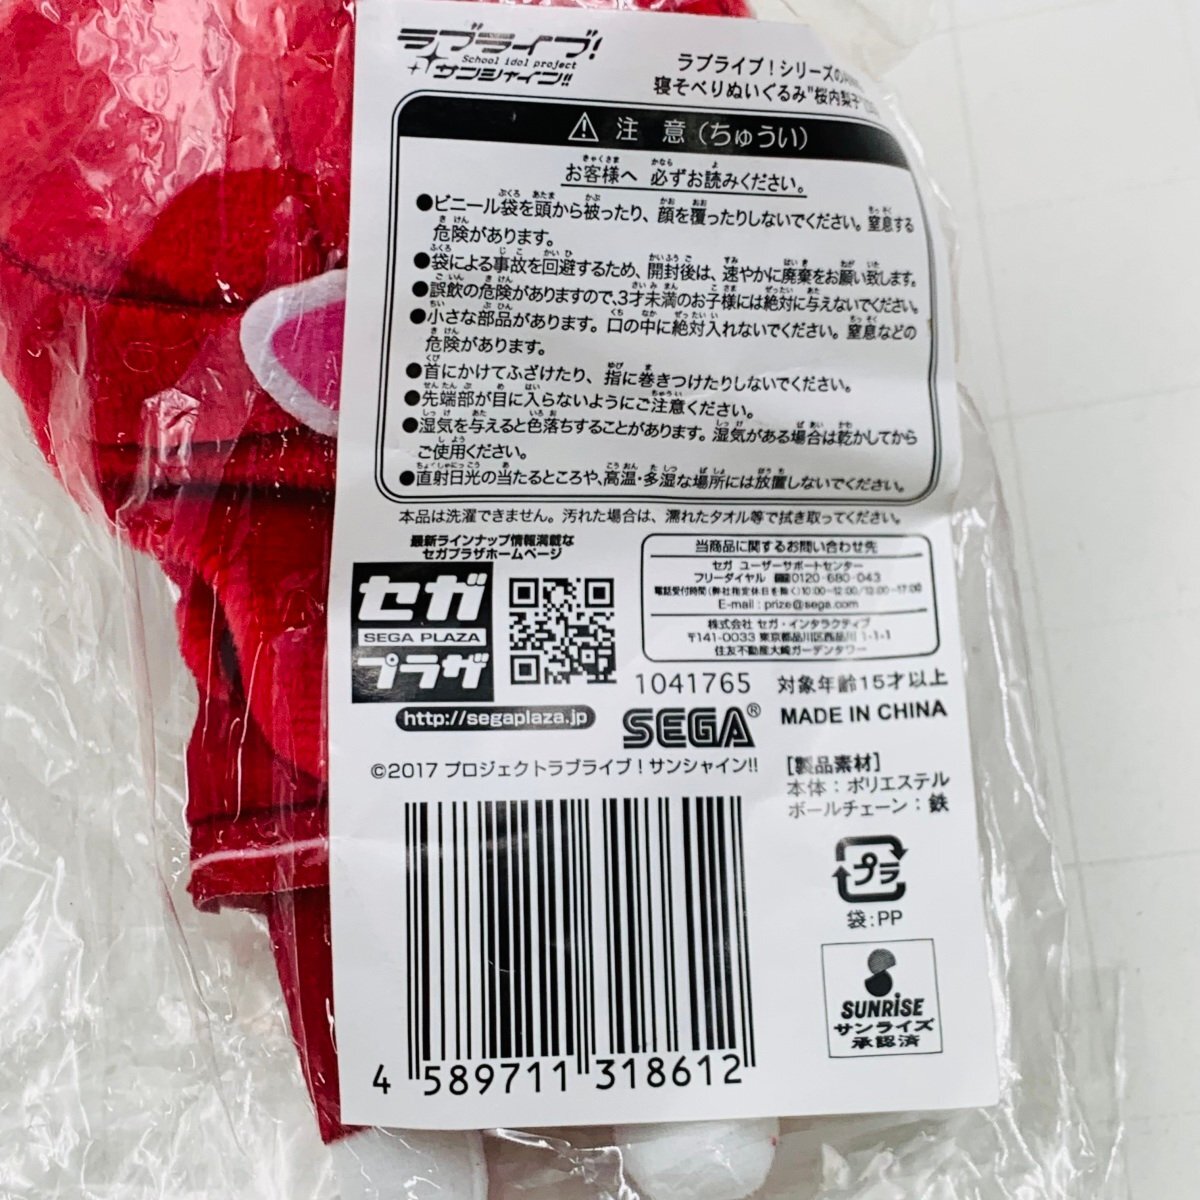 ラブライブ!
School idol project
サンシャイン!!
ラブライブ!シリーズの
寝そべりぬいぐるみ"桜内梨子
⚠ 注 意(ちゅうい)
お客様へ 必ずお読みください。
●ビニール袋を頭から被ったり、顔を覆ったりしないでください。窒息する
危険があります。
●袋による事故を回避するため、開封後は、速やかに廃棄をお願い致します。
●誤飲の危険がありますので、3才未満のお子様には絶対に与えないでください。
●小さな部品があります。口の中に絶対入れないでください。窒息などの
危険があります。
●首にかけてふざけたり、指に巻きつけたりしないでください。
●先端部が目に入らないようにご注意ください。
●湿気を与えると色落ちすることがあります。湿気がある場合は乾かしてから
ご使用ください。
●直射日光の当たるところや、高温・多湿な場所には放置しないでください。
本品は洗濯できません。汚れた場合は、濡れたタオル等で拭き取ってください。
最新ラインナップ情報満載な
セガプラザホームページ
セガ
SEGA PLAZA
プラザ
http://segaplaza.jp
当商品に関するお問い合わせ先
セガ ユーザーサポートセンター
フリーダイヤル 0120-680-043
電話受付時間(弊社指定休日を除く)10:00~12:00/13:00~17:00
E-mail : prize@sega.com
株式会社 セガ・インタラクティブ
〒141-0033 東京都品川区西品川1-1-1
住友不動産大崎ガーデンタワー
1041765
対象年齢15才以上
SEGA®
MADE IN CHINA
©2017 プロジェクトラブライブ!サンシャイン!!
[製品素材]
本体:ポリエステル
ボールチェーン:鉄
プラ
袋:PP
SUNRISE
サンライズ
承認済
4 589711 318612